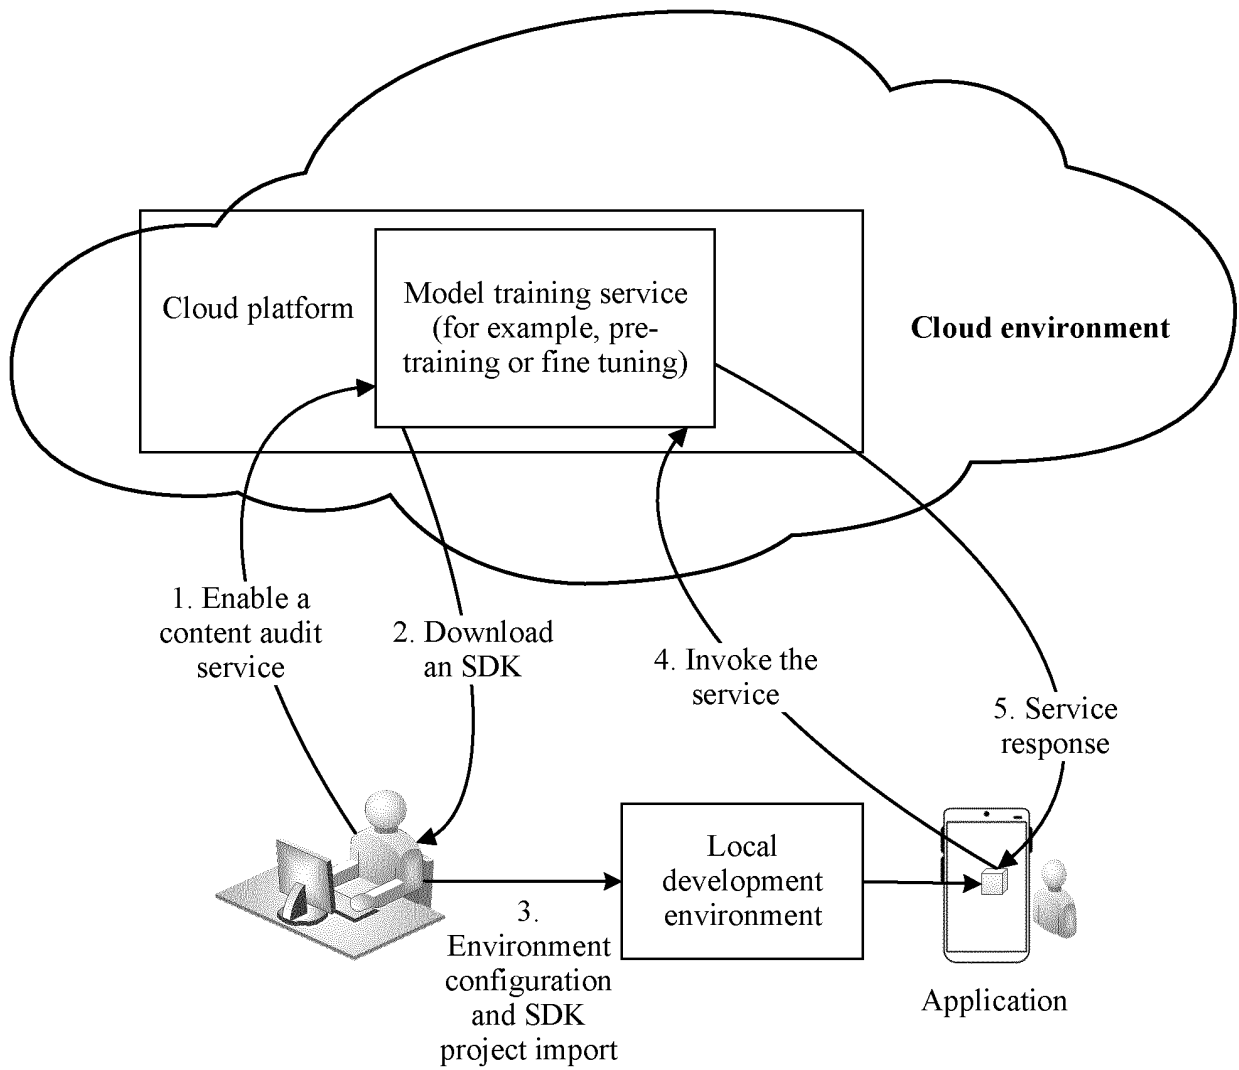 Cloud platform
Model training service
(for example, pre-
training or fine tuning)
Cloud environment
1. Enable a
content audit
service
2. Download
an SDK
4. Invoke the
service
5. Service
response
3.
Environment
configuration
and SDK
project import
Local
development
environment
Application